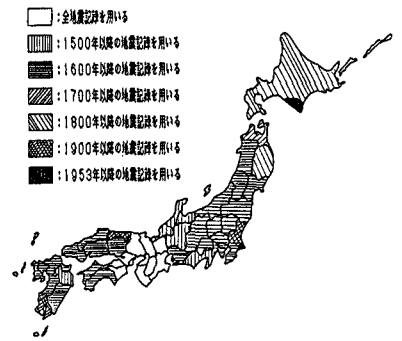 ：全地震記録を用いる
：1500年以降の地震記録を用いる
：1600年以降の地震記録を用いる
：1700年以降の地震記録を用いる
：1800年以降の地震記録を用いる
：1900年以降の地震記録を用いる
：1953年以降の地震記録を用いる